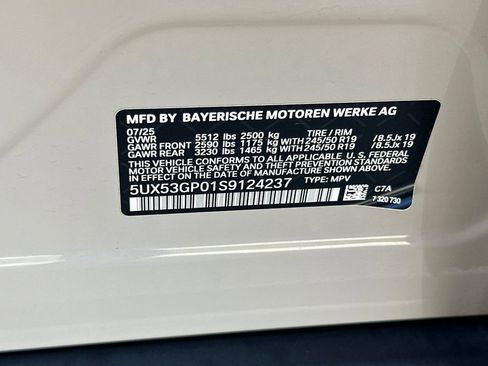 MFD BY BAYERISCHE MOTOREN WERKE AG
07/25 TIRE / RIM
GVWR 5512 lbs 2500 kg
GAWR FRONT 2590 lbs 1175 kg WITH 245/50 R19 /8.5Jx 19
GAWR REAR 3230 lbs 1465 kg WITH 245/50 R19 /8.5Jx 19
THIS VEHICLE CONFORMS TO ALL APPLICABLE U.S. FEDERAL
MOTOR VEHICLE SAFETY STANDARDS IN EFFECT
ON THE DATE OF MANUFACTURE SHOWN ABOVE.
5UX53GP01S9124237
TYPE: MPV
C7A
7 320 730